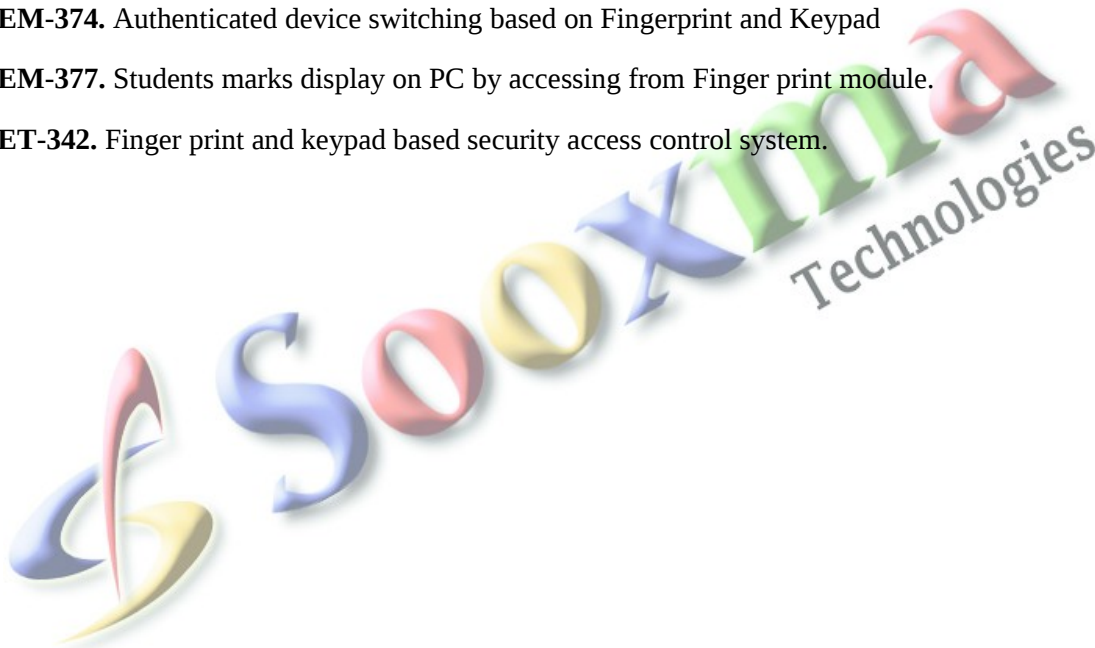 EM-374. Authenticated device switching based on Fingerprint and Keypad
EM-377. Students marks display on PC by accessing from Finger print module.
ET-342. Finger print and keypad based security access control system.
Sooxma
Technologies